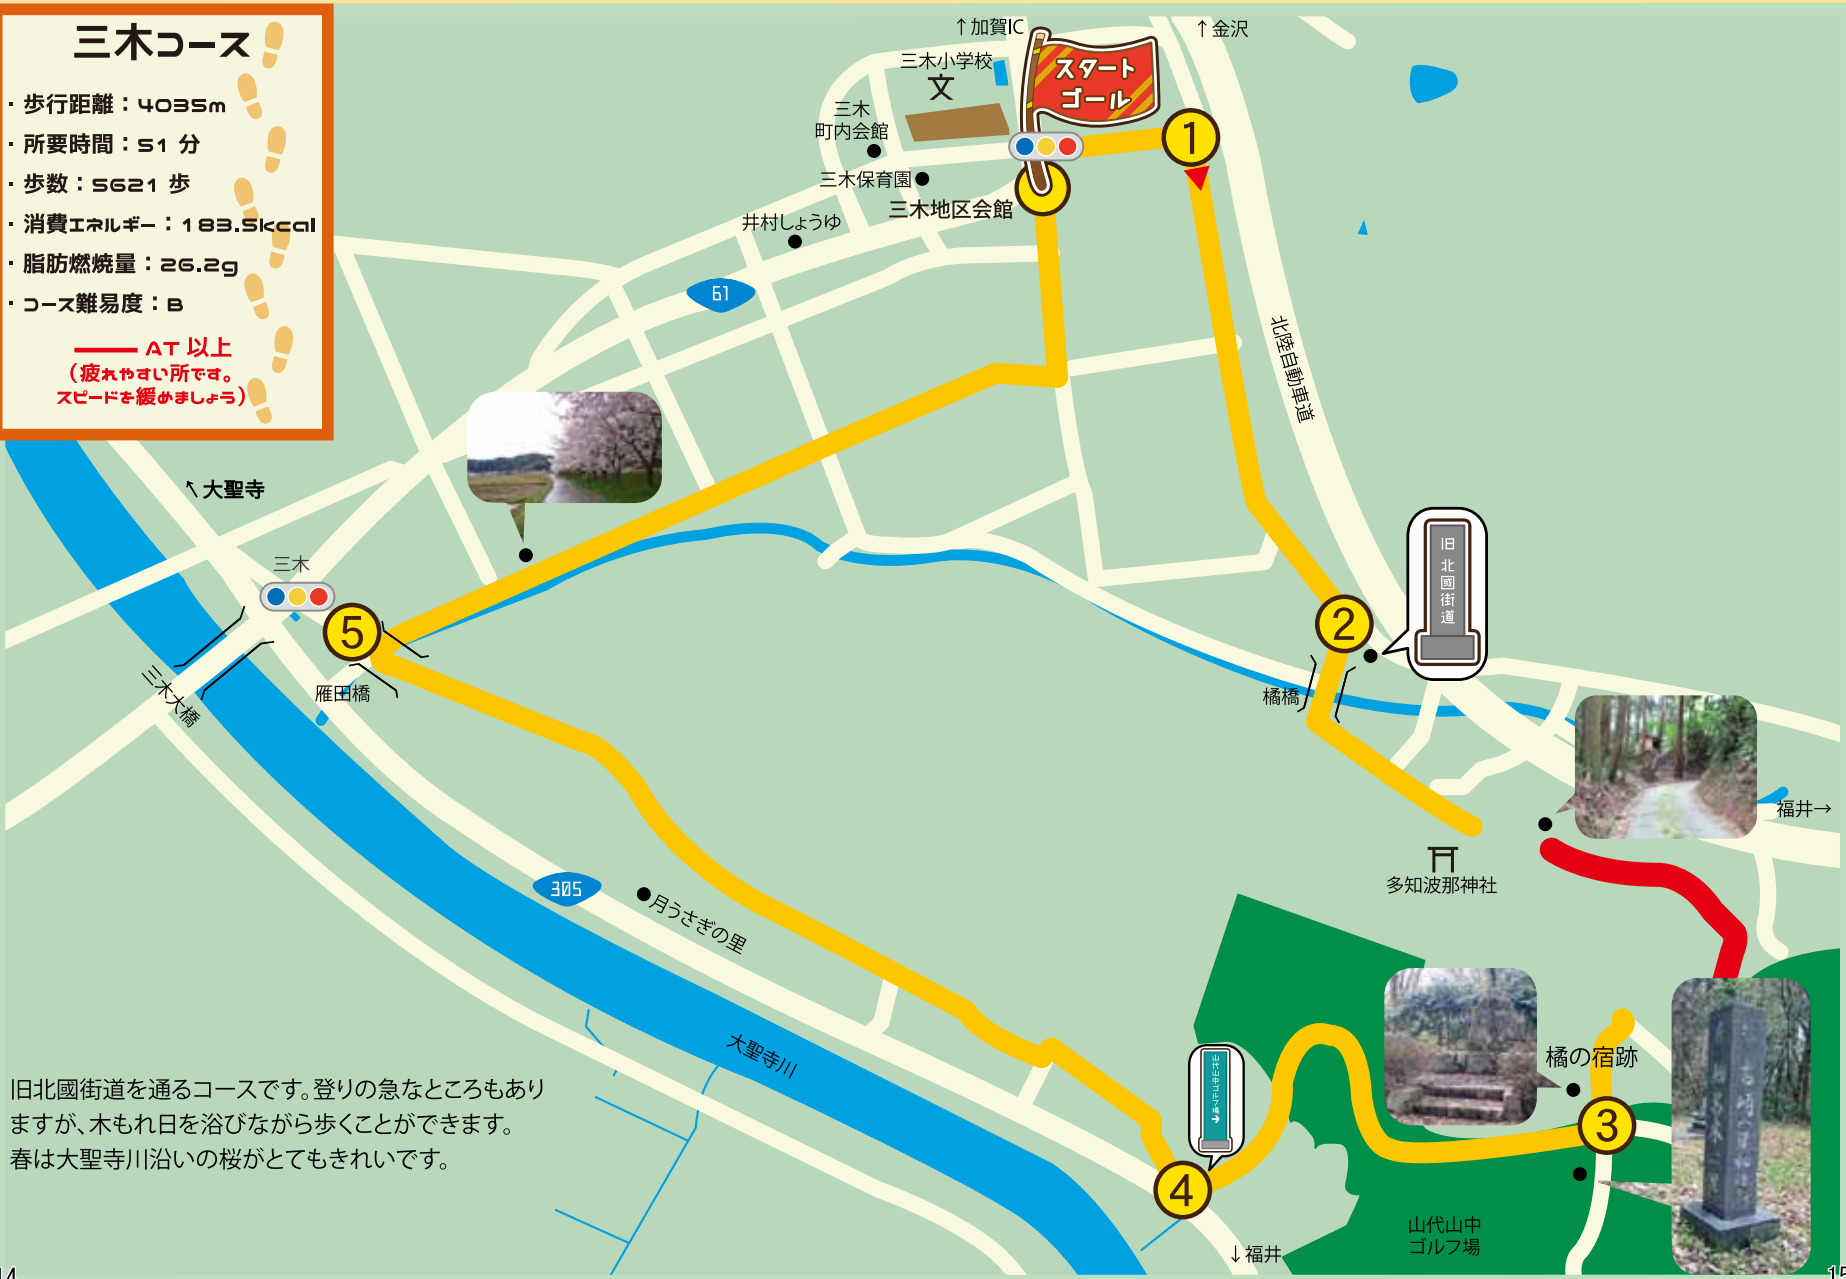 三木コース
・歩行距離：4035m
・所要時間：51 分
・歩数：5621 歩
・消費エネルギー：183.5kcal
・脂肪燃焼量：26.2g
・コース難易度：B
AT 以上
（疲れやすい所です。
スピードを緩めましょう）
↑加賀IC
↑金沢
三木小学校
文
スタート
ゴール
三木
町内会館
1
三木保育園
三木地区会館
井村しょうゆ
61
北陸自動車道
↖大聖寺
三木
5
雁田橋
三木大橋
2
旧北國街道
橘橋
福井→
多知波那神社
305
月うさぎの里
大聖寺川
山代山中ゴルフ場➔
橘の宿跡
3
4
山代山中
ゴルフ場
↓福井
旧北國街道を通るコースです。登りの急なところもあり
ますが、木もれ日を浴びながら歩くことができます。
春は大聖寺川沿いの桜がとてもきれいです。
14
15